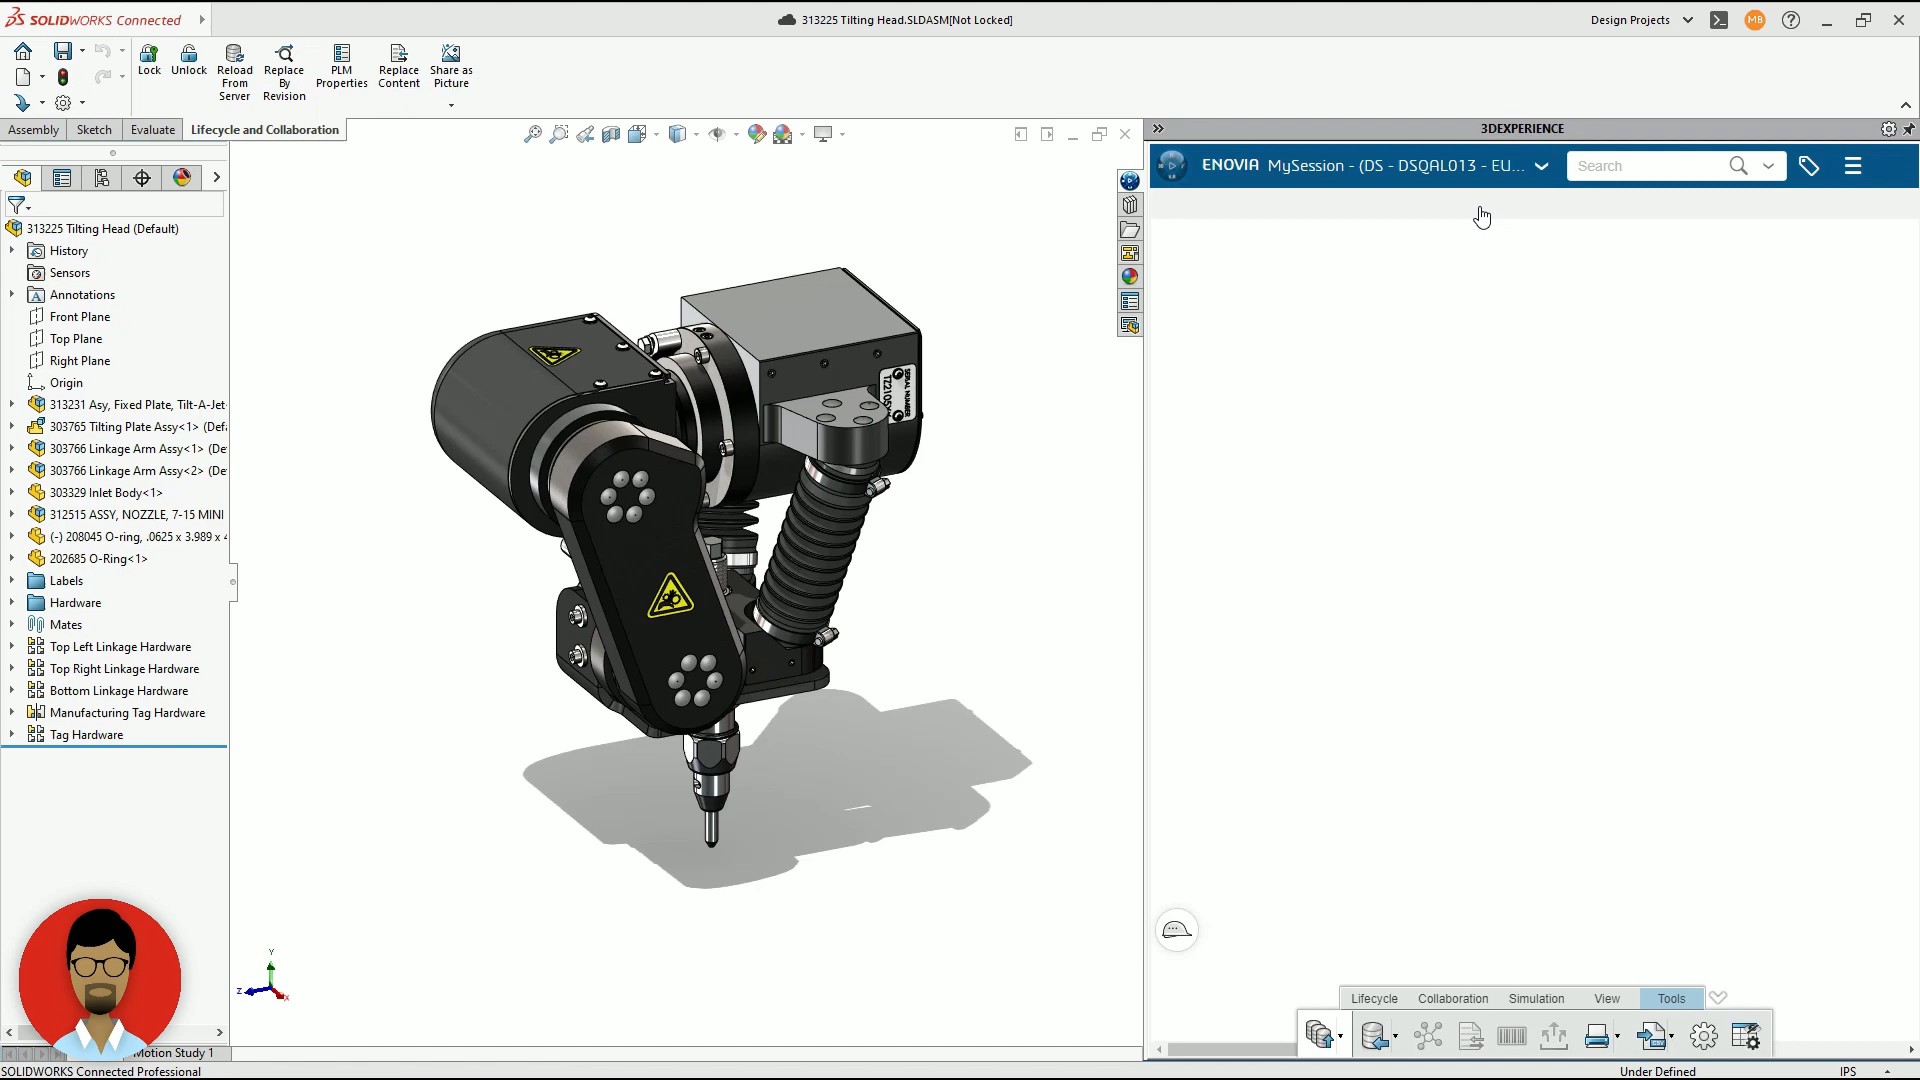 SOLIDWORKS Connected
313225 Tilting Head.SLDASM[Not Locked]
Design Projects
MB
Lock
Unlock
Reload From Server
Replace By Revision
PLM Properties
Replace Content
Share as Picture
Assembly
Sketch
Evaluate
Lifecycle and Collaboration
3DEXPERIENCE
ENOVIA MySession - (DS - DSQAL013 - EU...
Search
313225 Tilting Head (Default)
History
Sensors
Annotations
Front Plane
Top Plane
Right Plane
Origin
313231 Asy, Fixed Plate, Tilt-A-Jet-
303765 Tilting Plate Assy<1> (Defa
303766 Linkage Arm Assy<1> (De
303766 Linkage Arm Assy<2> (De
303329 Inlet Body<1>
312515 ASSY, NOZZLE, 7-15 MINI
(-) 208045 O-ring, .0625 x 3.989 x 4
202685 O-Ring<1>
Labels
Hardware
Mates
Top Left Linkage Hardware
Top Right Linkage Hardware
Bottom Linkage Hardware
Manufacturing Tag Hardware
Tag Hardware
SERIAL NUMBER
Y
Z
X
Lifecycle
Collaboration
Simulation
View
Tools
Motion Study 1
SOLIDWORKS Connected Professional
Under Defined
IPS